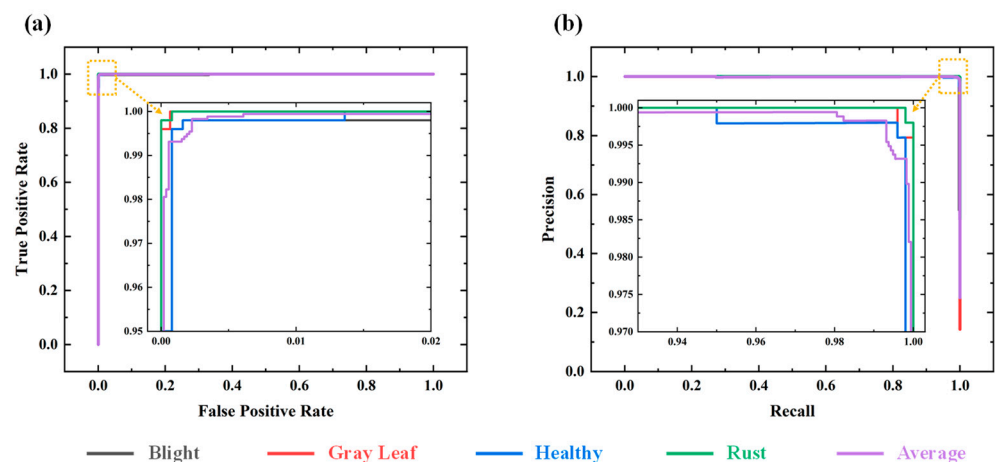 (a)
(b)
1.0
0.8
0.6
0.4
0.2
0.0
True Positive Rate
1.00
0.99
0.98
0.97
0.96
0.95
0.00 0.01 0.02
0.0 0.2 0.4 0.6 0.8 1.0
False Positive Rate
1.0
0.8
0.6
0.4
0.2
0.0
Precision
1.000
0.995
0.990
0.985
0.980
0.975
0.970
0.94 0.96 0.98 1.00
0.0 0.2 0.4 0.6 0.8 1.0
Recall
Blight Gray Leaf Healthy Rust Average